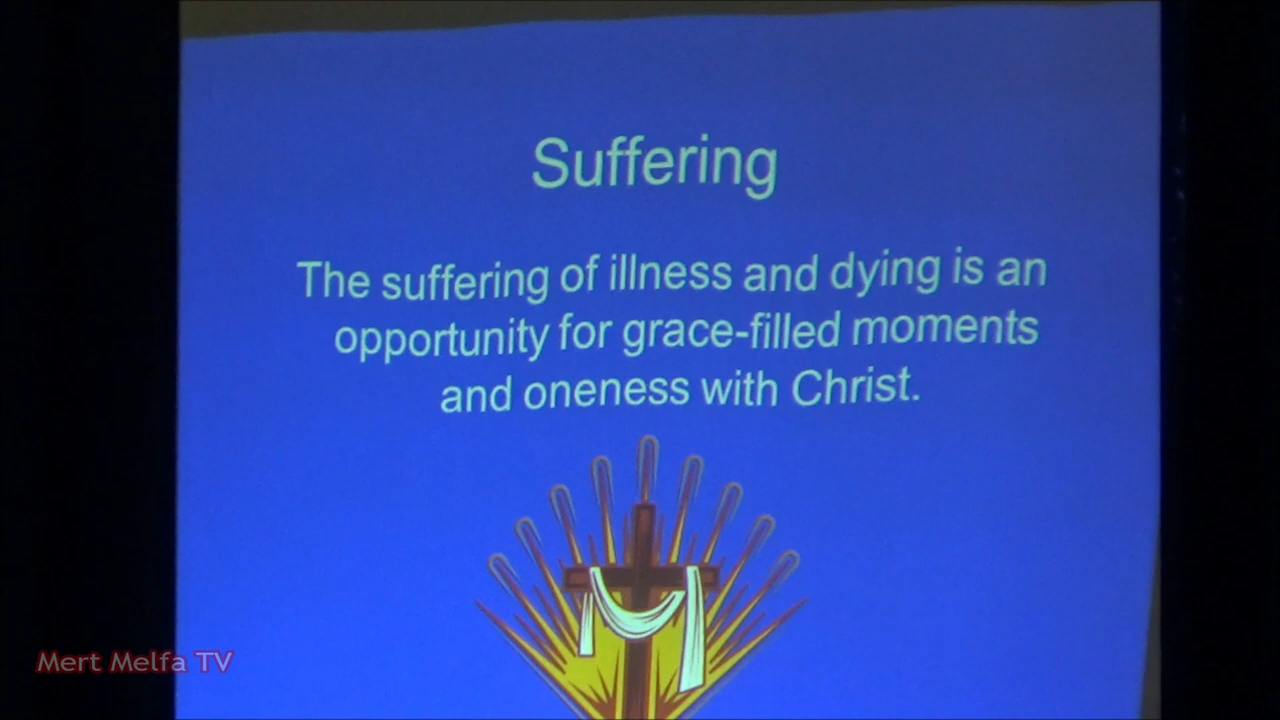 Suffering
The suffering of illness and dying is an
opportunity for grace-filled moments
and oneness with Christ.
Mert Melfa TV